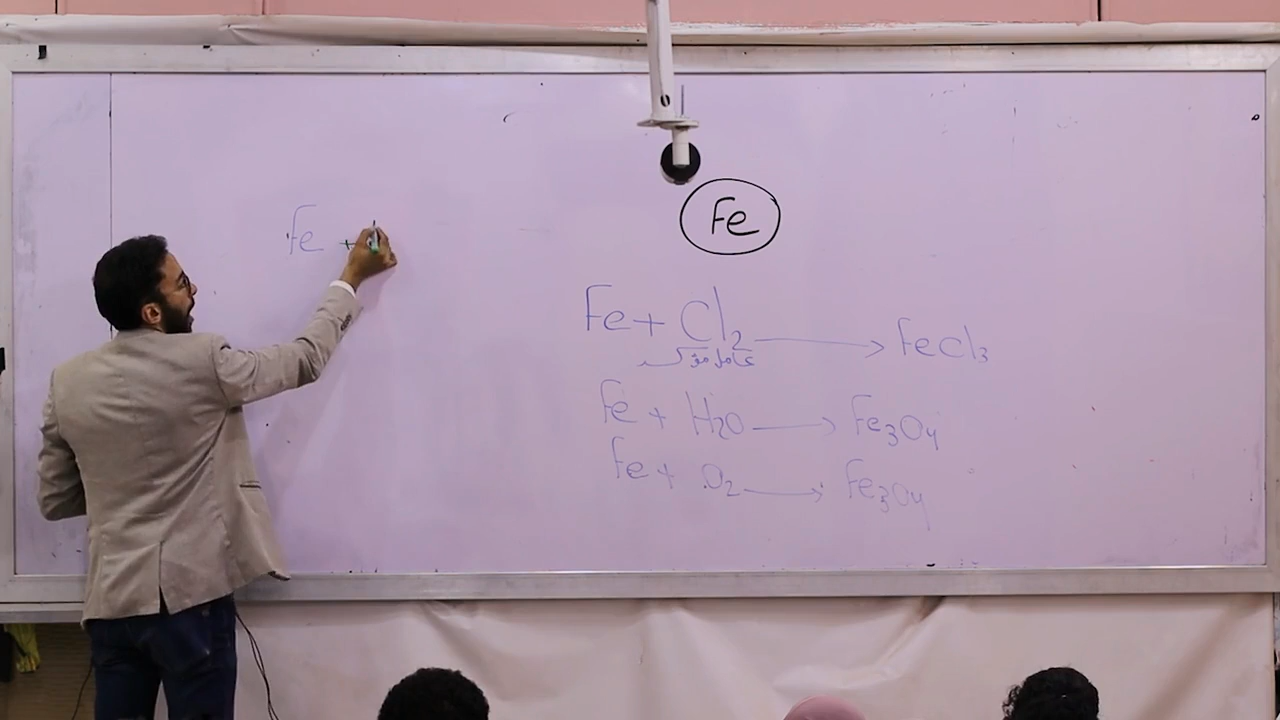 Fe
Fe +
Fe + Cl₂ → FeCl₃
عامل مؤكسد
Fe + H₂O → Fe₃O₄
Fe + O₂ → Fe₃O₄